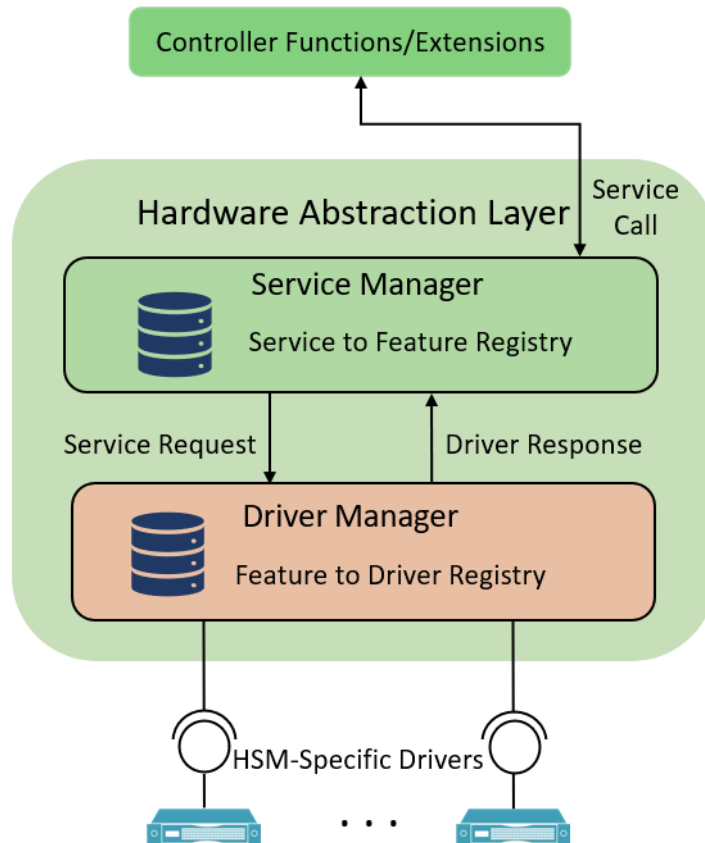 Controller Functions/Extensions
Hardware Abstraction Layer
Service
Call
Service Manager
Service to Feature Registry
Service Request
Driver Response
Driver Manager
Feature to Driver Registry
HSM-Specific Drivers
. . .